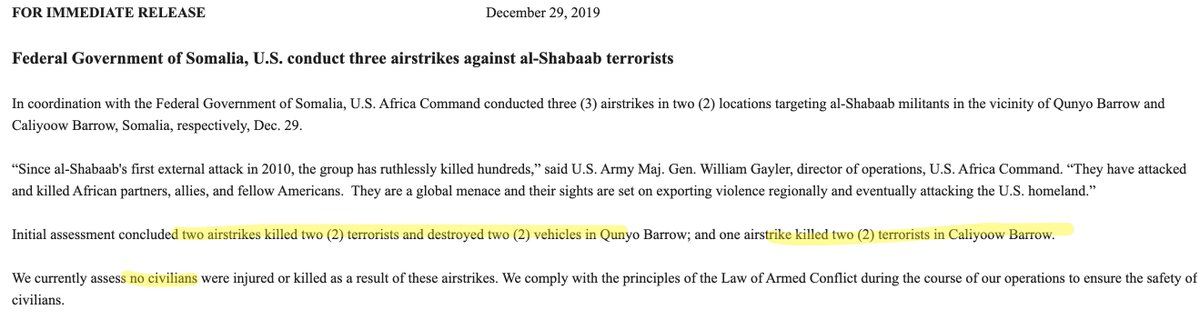 FOR IMMEDIATE RELEASE December 29, 2019
Federal Government of Somalia, U.S. conduct three airstrikes against al-Shabaab terrorists
In coordination with the Federal Government of Somalia, U.S. Africa Command conducted three (3) airstrikes in two (2) locations targeting al-Shabaab militants in the vicinity of Qunyo Barrow and
Caliyoow Barrow, Somalia, respectively, Dec. 29.
“Since al-Shabaab's first external attack in 2010, the group has ruthlessly killed hundreds,” said U.S. Army Maj. Gen. William Gayler, director of operations, U.S. Africa Command. “They have attacked
and killed African partners, allies, and fellow Americans. They are a global menace and their sights are set on exporting violence regionally and eventually attacking the U.S. homeland.”
Initial assessment concluded two airstrikes killed two (2) terrorists and destroyed two (2) vehicles in Qunyo Barrow; and one airstrike killed two (2) terrorists in Caliyoow Barrow.
We currently assess no civilians were injured or killed as a result of these airstrikes. We comply with the principles of the Law of Armed Conflict during the course of our operations to ensure the safety of
civilians.